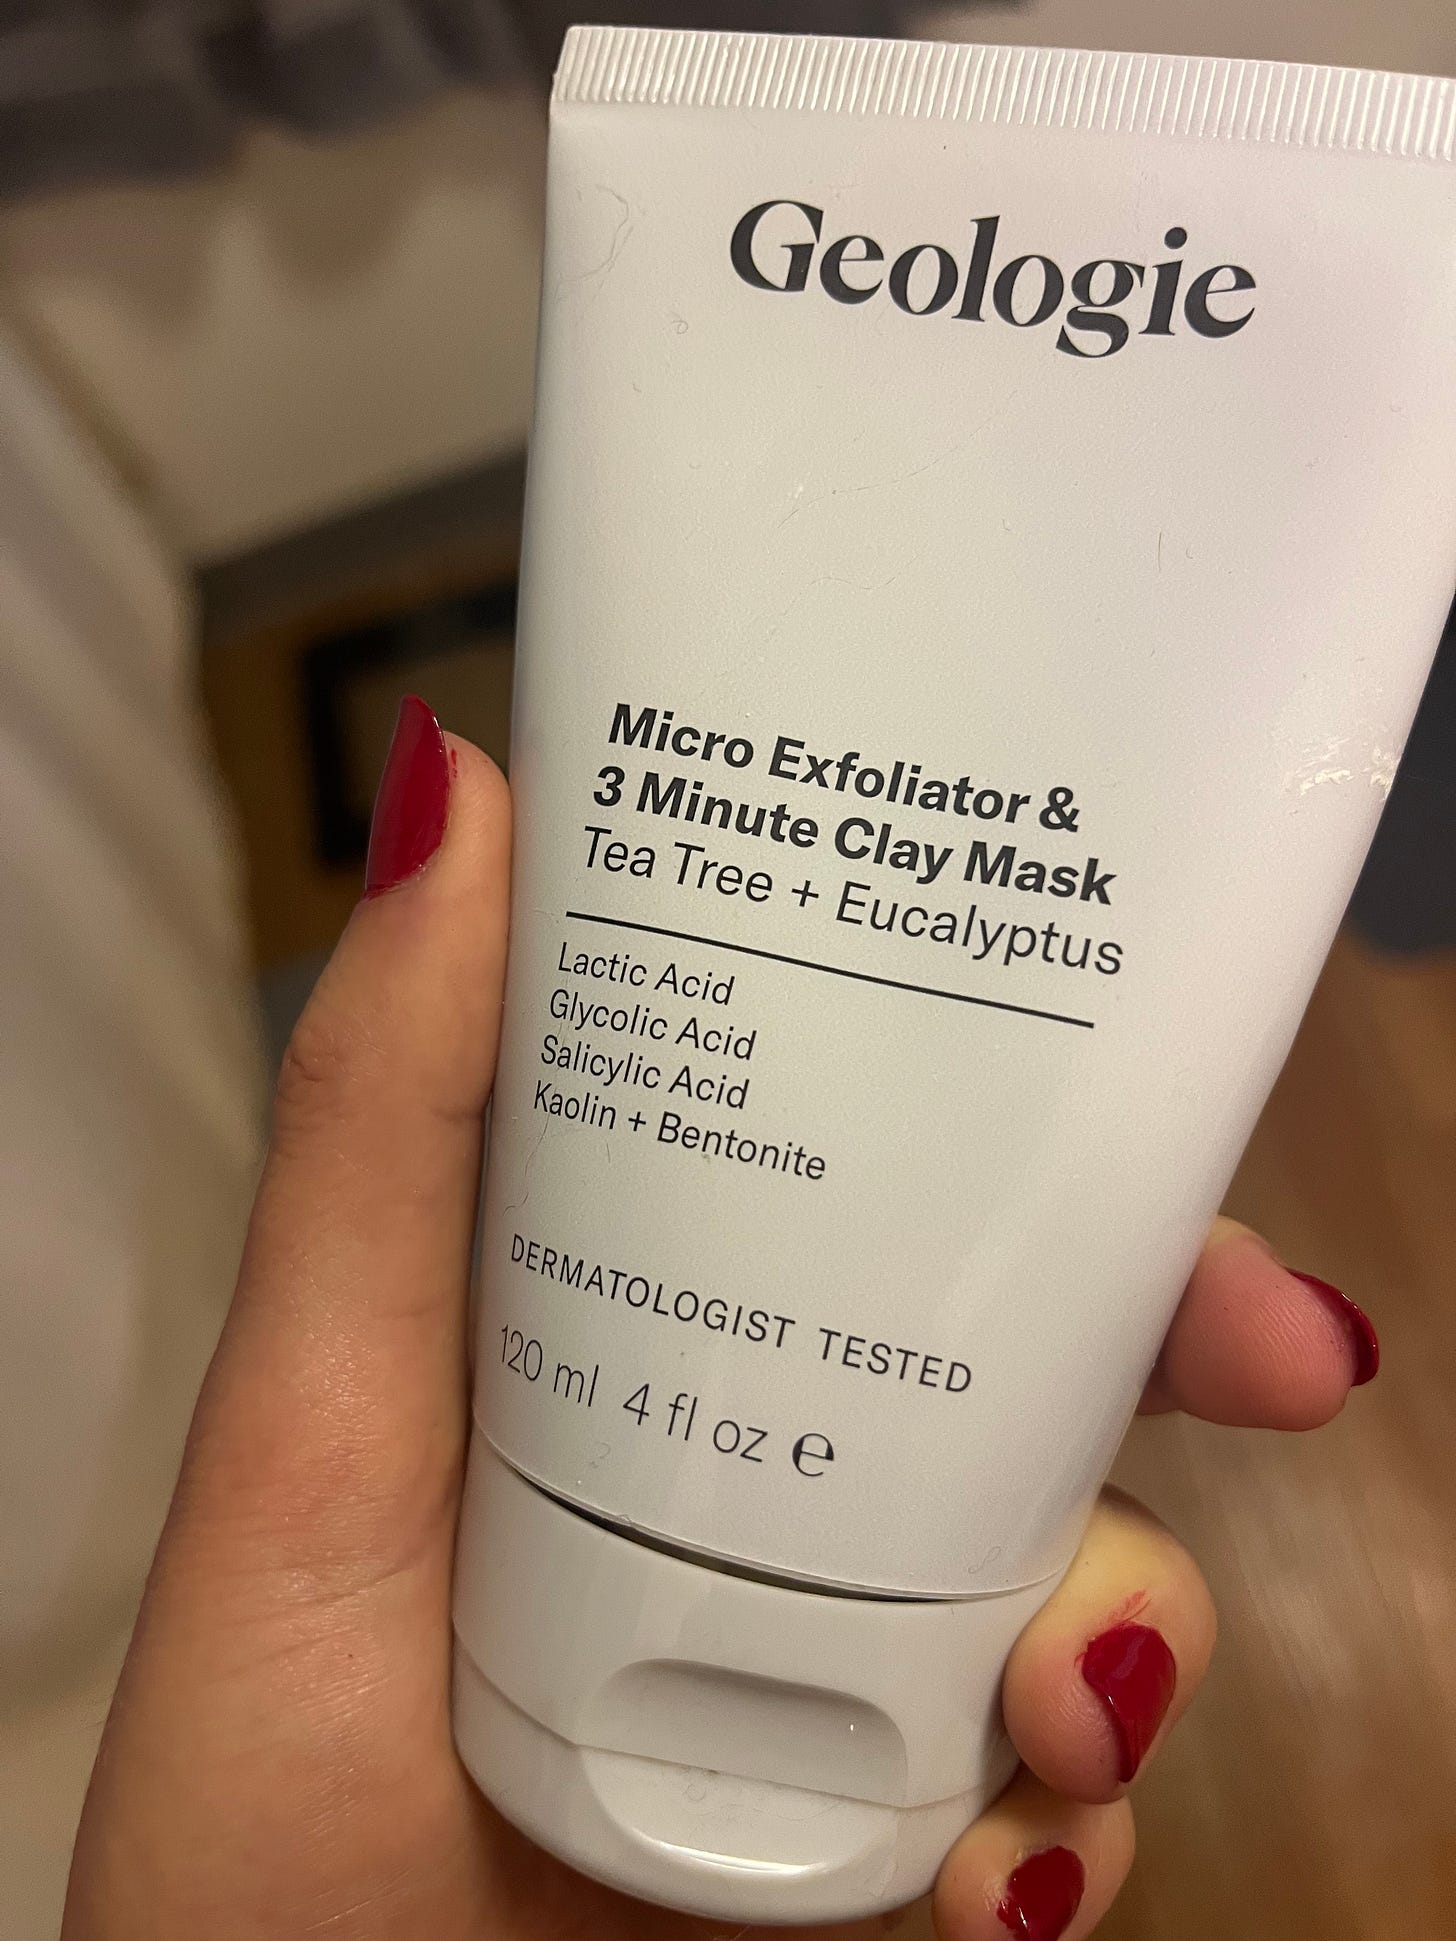 Geologie
Micro Exfoliator &
3 Minute Clay Mask
Tea Tree + Eucalyptus
Lactic Acid
Glycolic Acid
Salicylic Acid
Kaolin + Bentonite
DERMATOLOGIST TESTED
120 ml 4 fl oz ℮